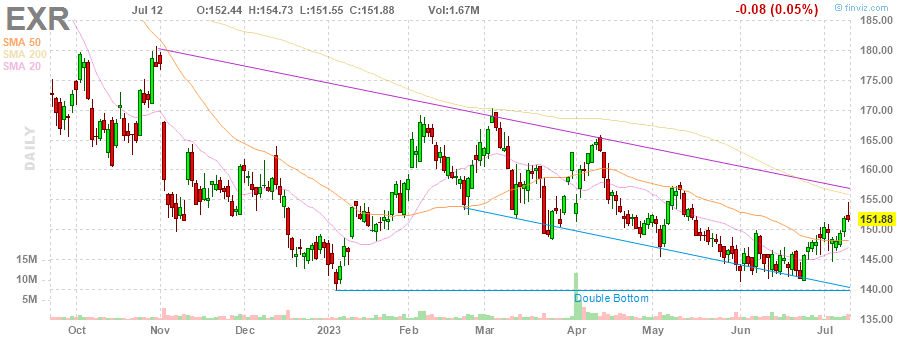 © finviz.com
EXR Jul 12 O:152.44 H:154.73 L:151.55 C:151.88 Vol:1.67M -0.08 (0.05%)
SMA 50
SMA 200
SMA 20
DAILY
185.00
180.00
175.00
170.00
165.00
160.00
155.00
151.88
150.00
145.00
140.00
135.00
15M
10M
5M
Double Bottom
Oct Nov Dec 2023 Feb Mar Apr May Jun Jul